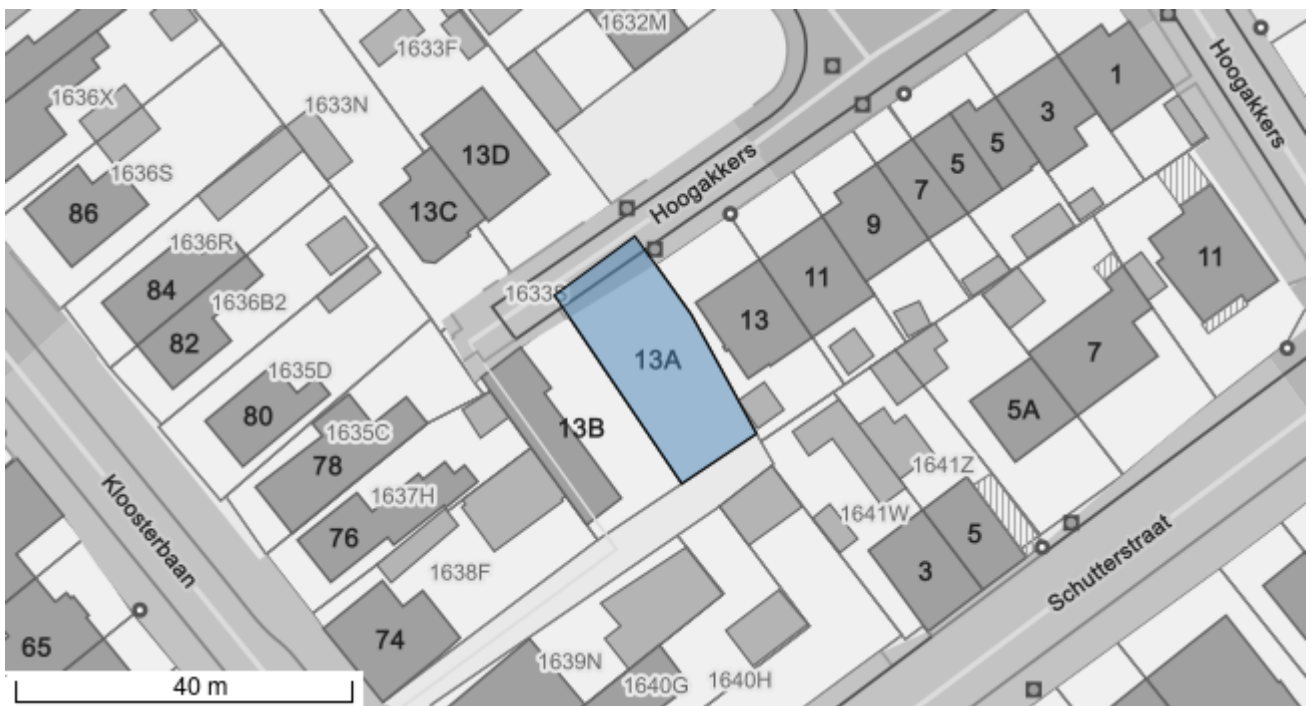 1632M
1633F
1636X
1633N
1
3
5
5
Hoogakkers
13D
1636S
7
Hoogakkers
86
13C
9
1636R
11
11
84
1636B2
1633S
13
82
7
13A
1635D
5A
80
13B
1635C
78
1641Z
1637H
Kloosterbaan
1641W
76
5
3
1638F
Schutterstraat
74
65
1639N
1640G
1640H
40 m